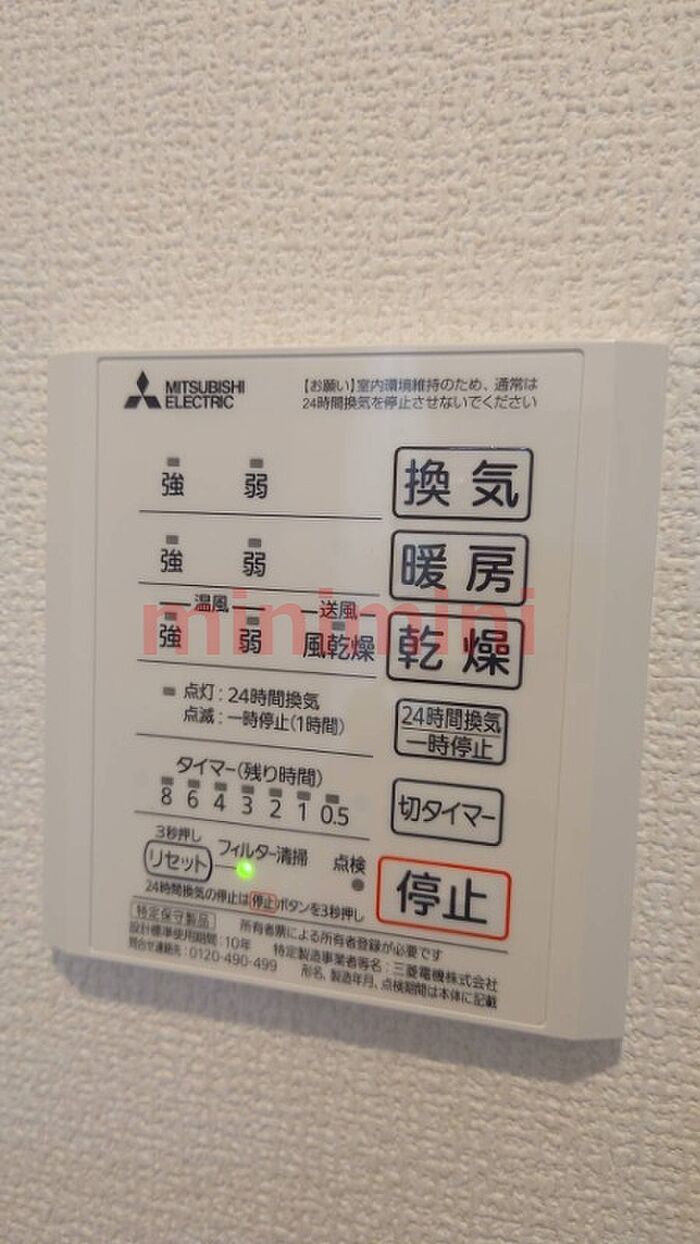 MITSUBISHI
ELECTRIC
【お願い】室内環境維持のため、通常は
24時間換気を停止させないでください
強 弱 換気
強 弱 暖房
温風 送風
強 弱 風乾燥 乾燥
minimini
点灯:24時間換気
点滅:一時停止(1時間)
24時間換気
一時停止
タイマー(残り時間)
8 6 4 3 2 1 0.5
切タイマー
3秒押し
リセット フィルター清掃 点検
停止
24時間換気の停止は停止ボタンを3秒押し
特定保守製品 所有者票による所有者登録が必要です
設計標準使用期間:10年 特定製造事業者等名:三菱電機株式会社
問合せ連絡先:0120-490-499 形名、製造年月、点検期間は本体に記載